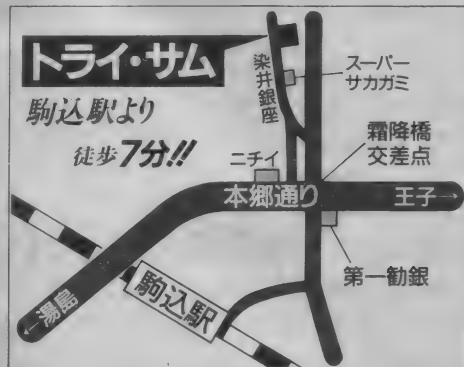 トライ・サム
駒込駅より
徒歩7分!!
染井銀座
スーパー
サカガミ
霜降橋
交差点
ニチイ
本郷通り
王子→
第一勧銀
駒込駅
←湯島